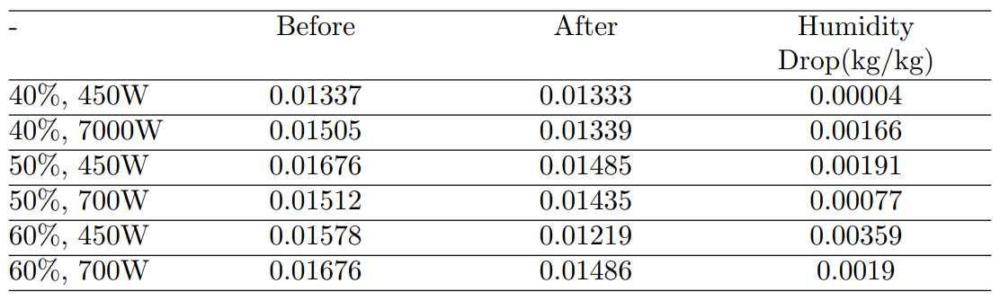 - Before After Humidity
Drop(kg/kg)
40%, 450W 0.01337 0.01333 0.00004
40%, 7000W 0.01505 0.01339 0.00166
50%, 450W 0.01676 0.01485 0.00191
50%, 700W 0.01512 0.01435 0.00077
60%, 450W 0.01578 0.01219 0.00359
60%, 700W 0.01676 0.01486 0.0019